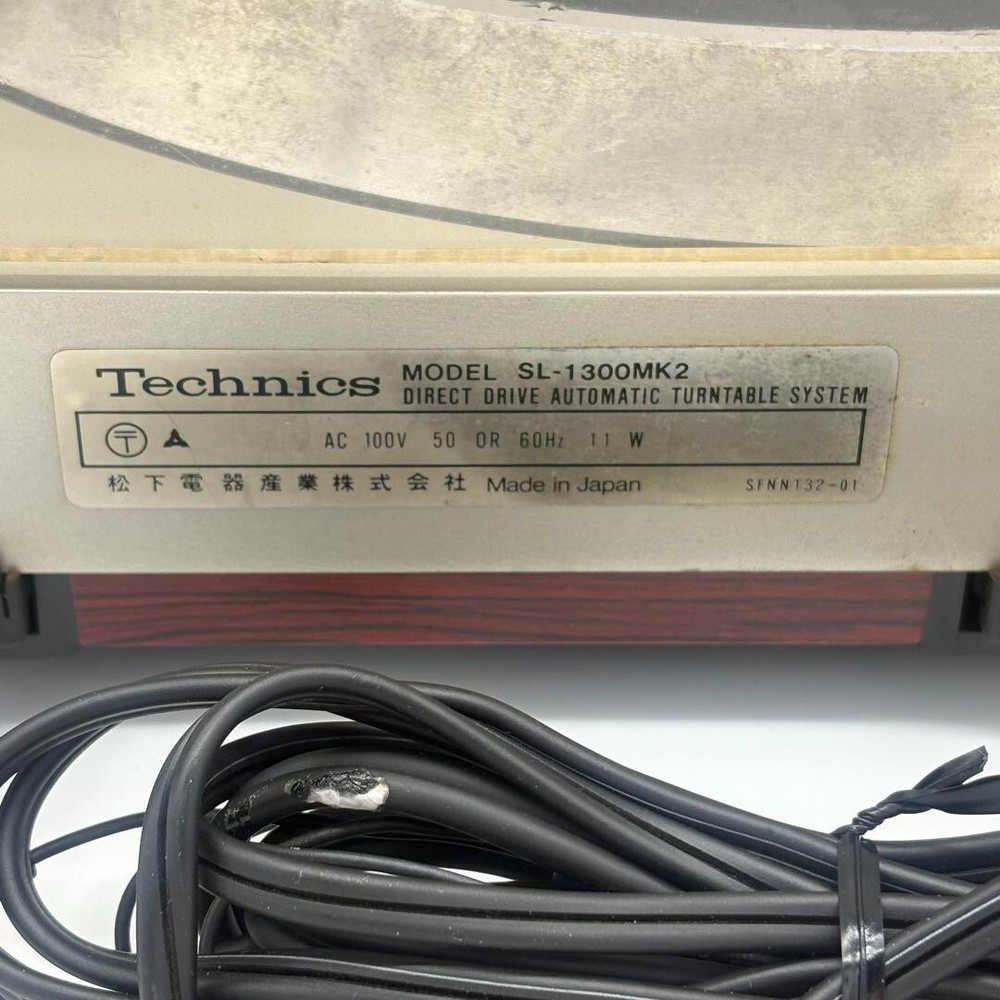 Technics MODEL SL-1300MK2
DIRECT DRIVE AUTOMATIC TURNTABLE SYSTEM
〒 AC 100V 50 OR 60Hz 11 W
松下電器産業株式会社 Made in Japan SFNN132-01